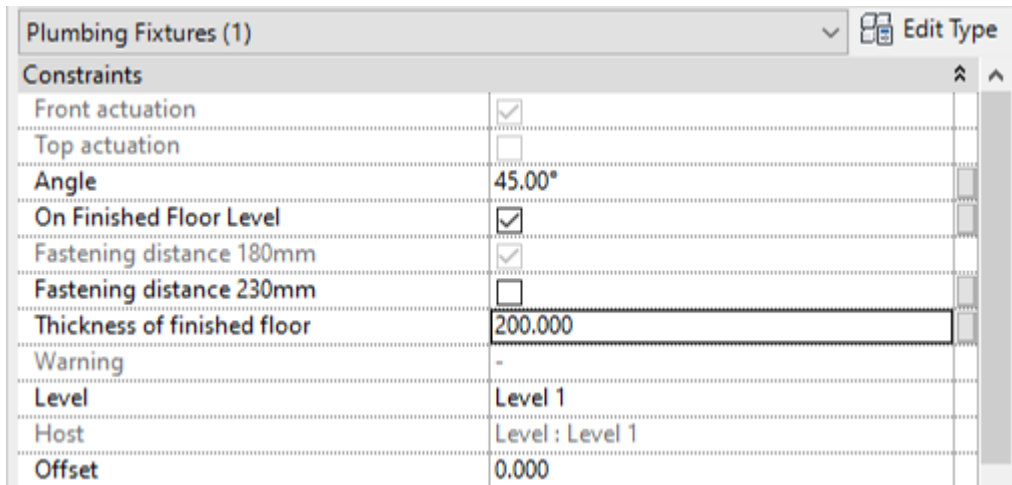 Plumbing Fixtures (1) Edit Type
Constraints
Front actuation
Top actuation
Angle 45.00°
On Finished Floor Level
Fastening distance 180mm
Fastening distance 230mm
Thickness of finished floor 200.000
Warning -
Level Level 1
Host Level : Level 1
Offset 0.000